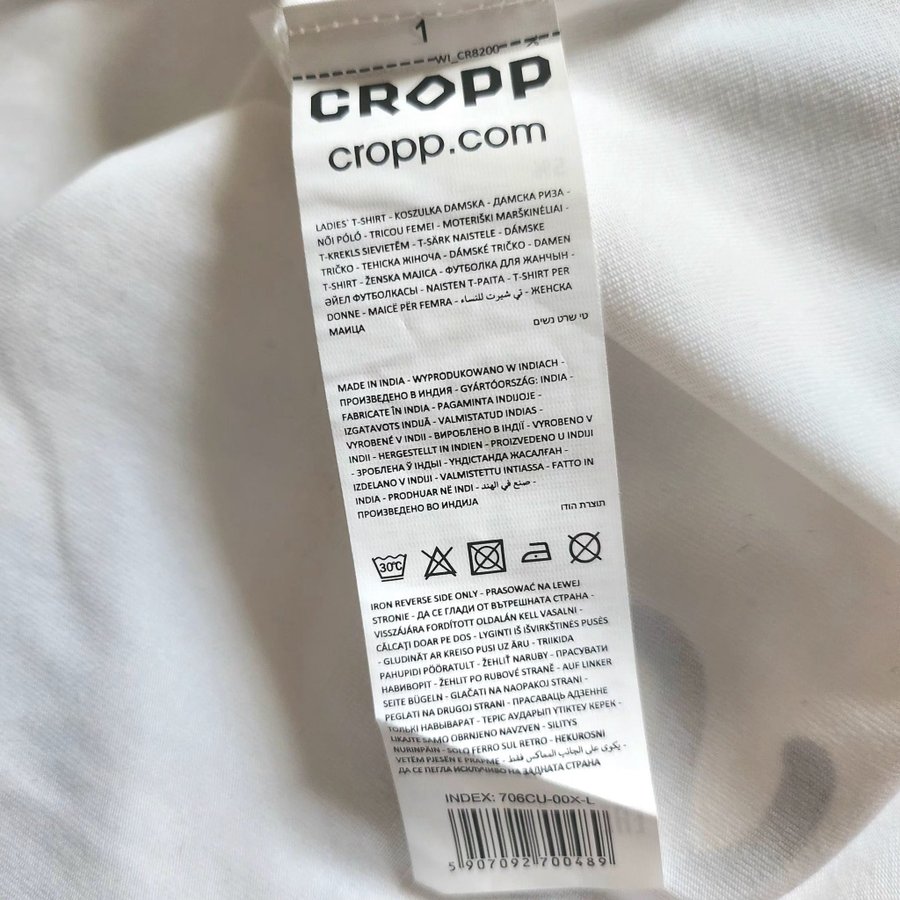 1
WI_CR8200
CROPP
cropp.com
LADIES' T-SHIRT - KOSZULKA DAMSKA - ДАМСКА РИЗА -
NŐI PÓLÓ - TRICOU FEMEI - MOTERIŠKI MARŠKINĖLIAI -
T-KREKLS SIEVIETĒM - T-SÄRK NAISTELE - DÁMSKE
TRIČKO - ТЕНІСКА ЖІНОЧА - DÁMSKÉ TRIČKO - DAMEN
T-SHIRT - ŽENSKA MAJICA - ФУТБОЛКА ДЛЯ ЖАНЧЫН -
ӘЙЕЛ ФУТБОЛКАСЫ - NAISTEN T-PAITA - T-SHIRT PER
DONNE - MAICË PËR FEMRA - تي شيرت للنساء - ЖЕНСКА
МАИЦА
טי שרט נשים
MADE IN INDIA - WYPRODUKOWANO W INDIACH -
ПРОИЗВЕДЕНО В ИНДИЯ - GYÁRTÓORSZÁG: INDIA -
FABRICATE ÎN INDIA - PAGAMINTA INDIJOJE -
IZGATAVOTS INDIJĀ - VALMISTATUD INDIAS -
VYROBENÉ V INDII - ВИРОБЛЕНО В ІНДІЇ - VYROBENO V
INDII - HERGESTELLT IN INDIEN - PROIZVEDENO U INDIJI
- ЗРОБЛЕНА Ў ІНДЫІ - ҮНДІСТАНДА ЖАСАЛҒАН -
IZDELANO V INDIJI - VALMISTETTU INTIASSA - FATTO IN
INDIA - PRODHUAR NË INDI - صنع في الهند -
ПРОИЗВЕДЕНО ВО ИНДИЈА
תוצרת הודו
30°C
IRON REVERSE SIDE ONLY - PRASOWAĆ NA LEWEJ
STRONIE - ДА СЕ ГЛАДИ ОТ ВЪТРЕШНАТА СТРАНА -
VISSZÁJÁRA FORDÍTOTT OLDALÁN KELL VASALNI -
CĂLCAȚI DOAR PE DOS - LYGINTI IŠ IŠVIRKŠTINĖS PUSĖS
- GLUDINĀT AR KREISO PUSI UZ ĀRU - TRIIKIDA
PAHUPIDI PÖÖRATULT - ŽEHLIŤ NARUBY - ПРАСУВАТИ
НАВИВОРІТ - ŽEHLIT PO RUBOVÉ STRANĚ - AUF LINKER
SEITE BÜGELN - GLAČATI NA NAOPAKOJ STRANI -
PEGLATI NA DRUGOJ STRANI - ПРАСАВАЦЬ АДЗЕННЕ
ТОЛЬКІ НАВЫВАРАТ - ТЕРІС АУДАРЫП ҮТІКТЕУ КЕРЕК -
LIKAJTE SAMO OBRNJENO NAVZVEN - SILITYS
NURINPÄIN - SOLO FERRO SUL RETRO - HEKUROSNI
VETËM PJESËN E PRAPME - يكوى على الجانب المعاكس فقط -
ДА СЕ ПЕГЛА ИСКЛУЧИВО НА ЗАДНАТА СТРАНА
INDEX: 706CU-00X-L
5 907092 700489